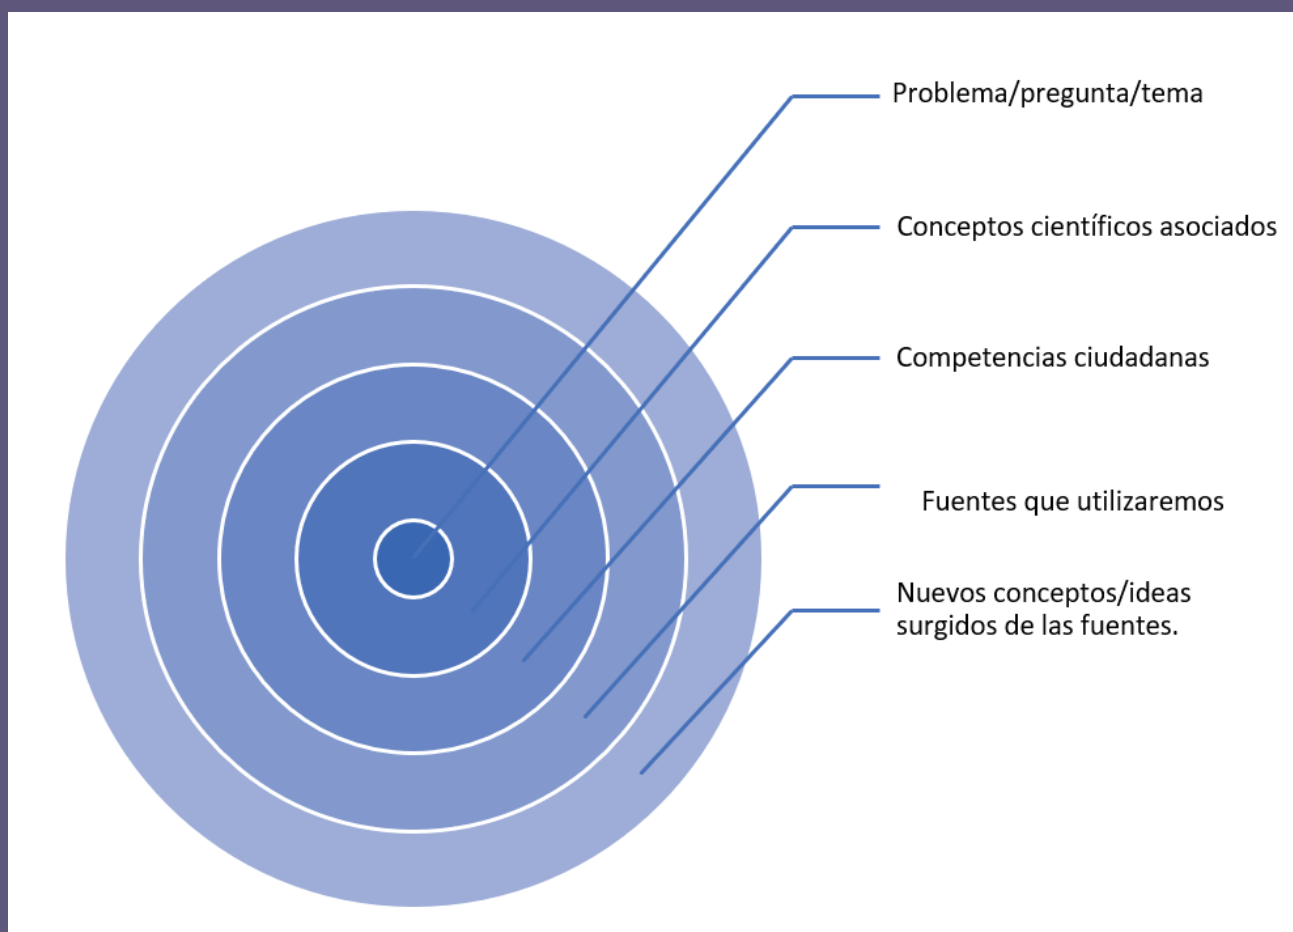 Problema/pregunta/tema
Conceptos científicos asociados
Competencias ciudadanas
Fuentes que utilizaremos
Nuevos conceptos/ideas
surgidos de las fuentes.